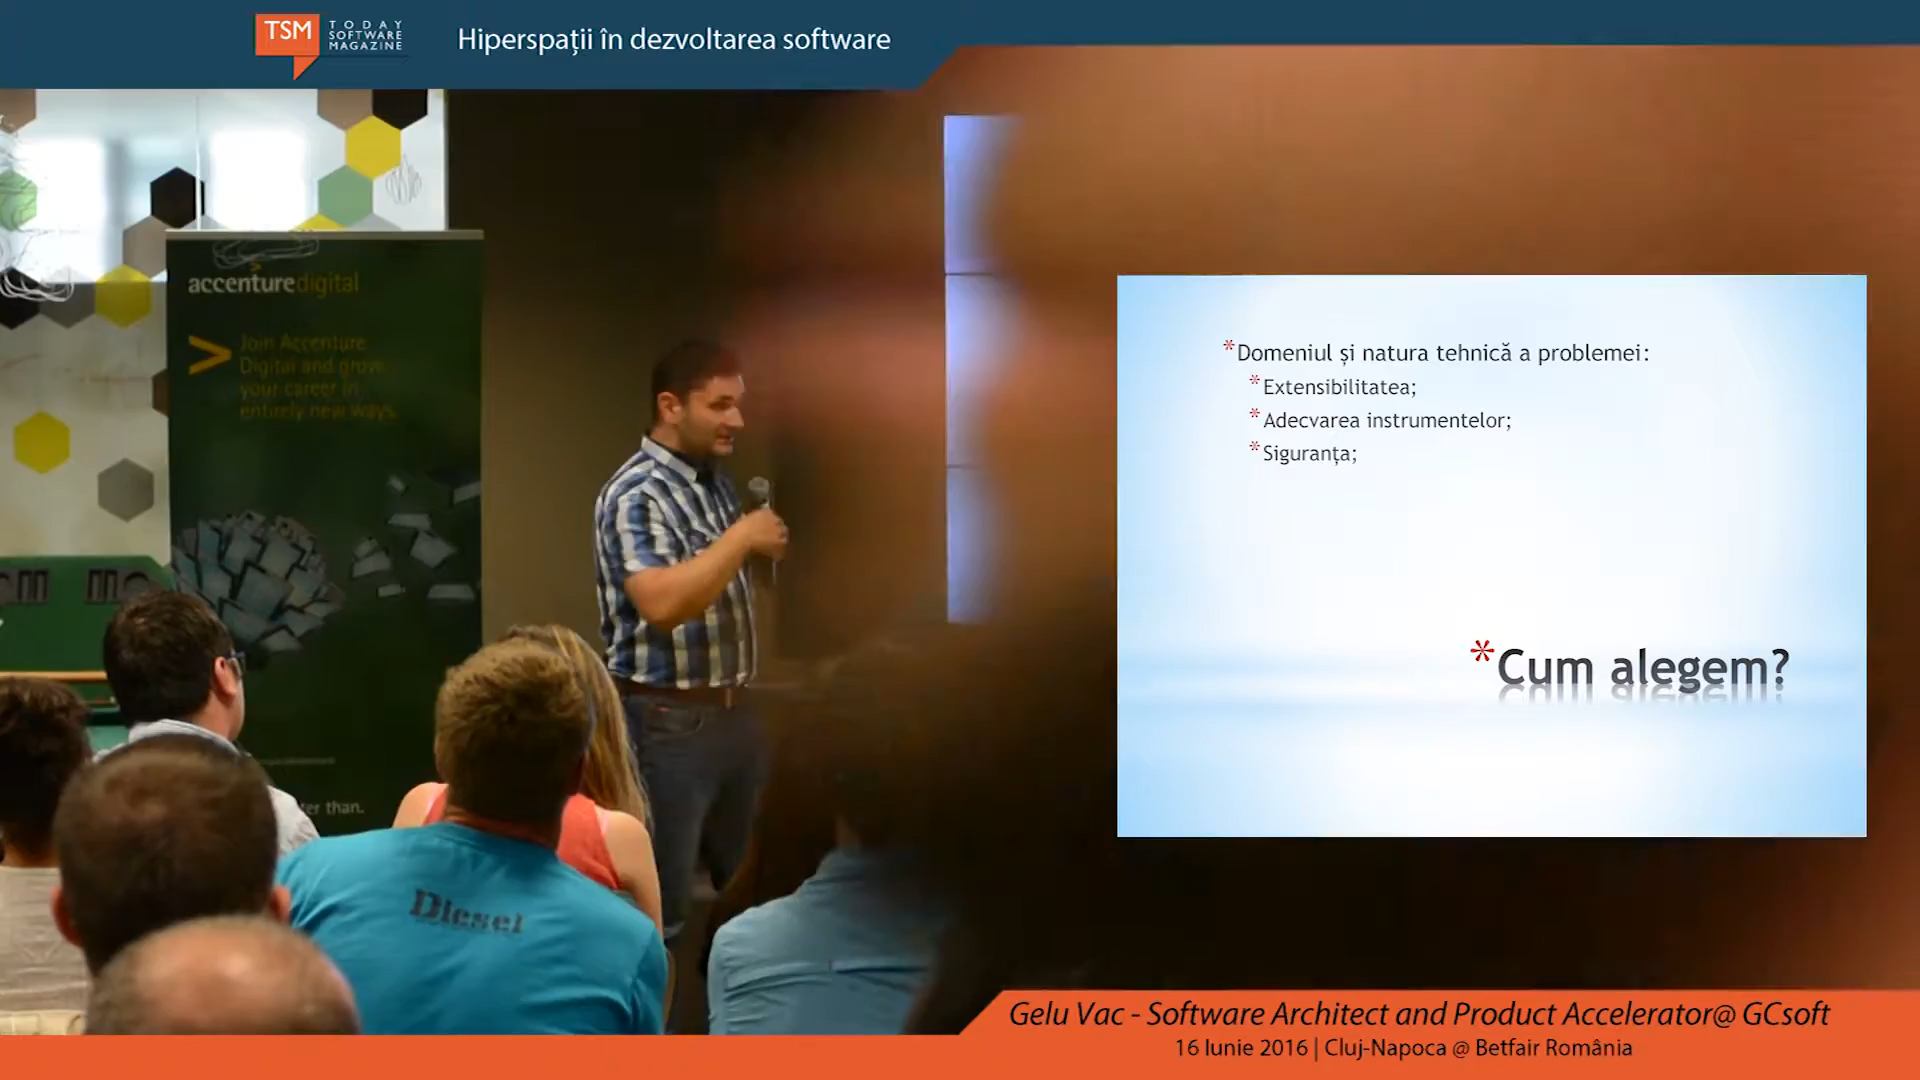 TSM
TODAY
SOFTWARE
MAGAZINE
Hiperspații în dezvoltarea software
accenturedigital
Join Accenture
Digital and grow
your career in
entirely new ways.
ter than.
Diesel
*Domeniul și natura tehnică a problemei:
*Extensibilitatea;
*Adecvarea instrumentelor;
*Siguranța;
*Cum alegem?
Gelu Vac - Software Architect and Product Accelerator@ GCsoft
16 Iunie 2016 | Cluj-Napoca @ Betfair România